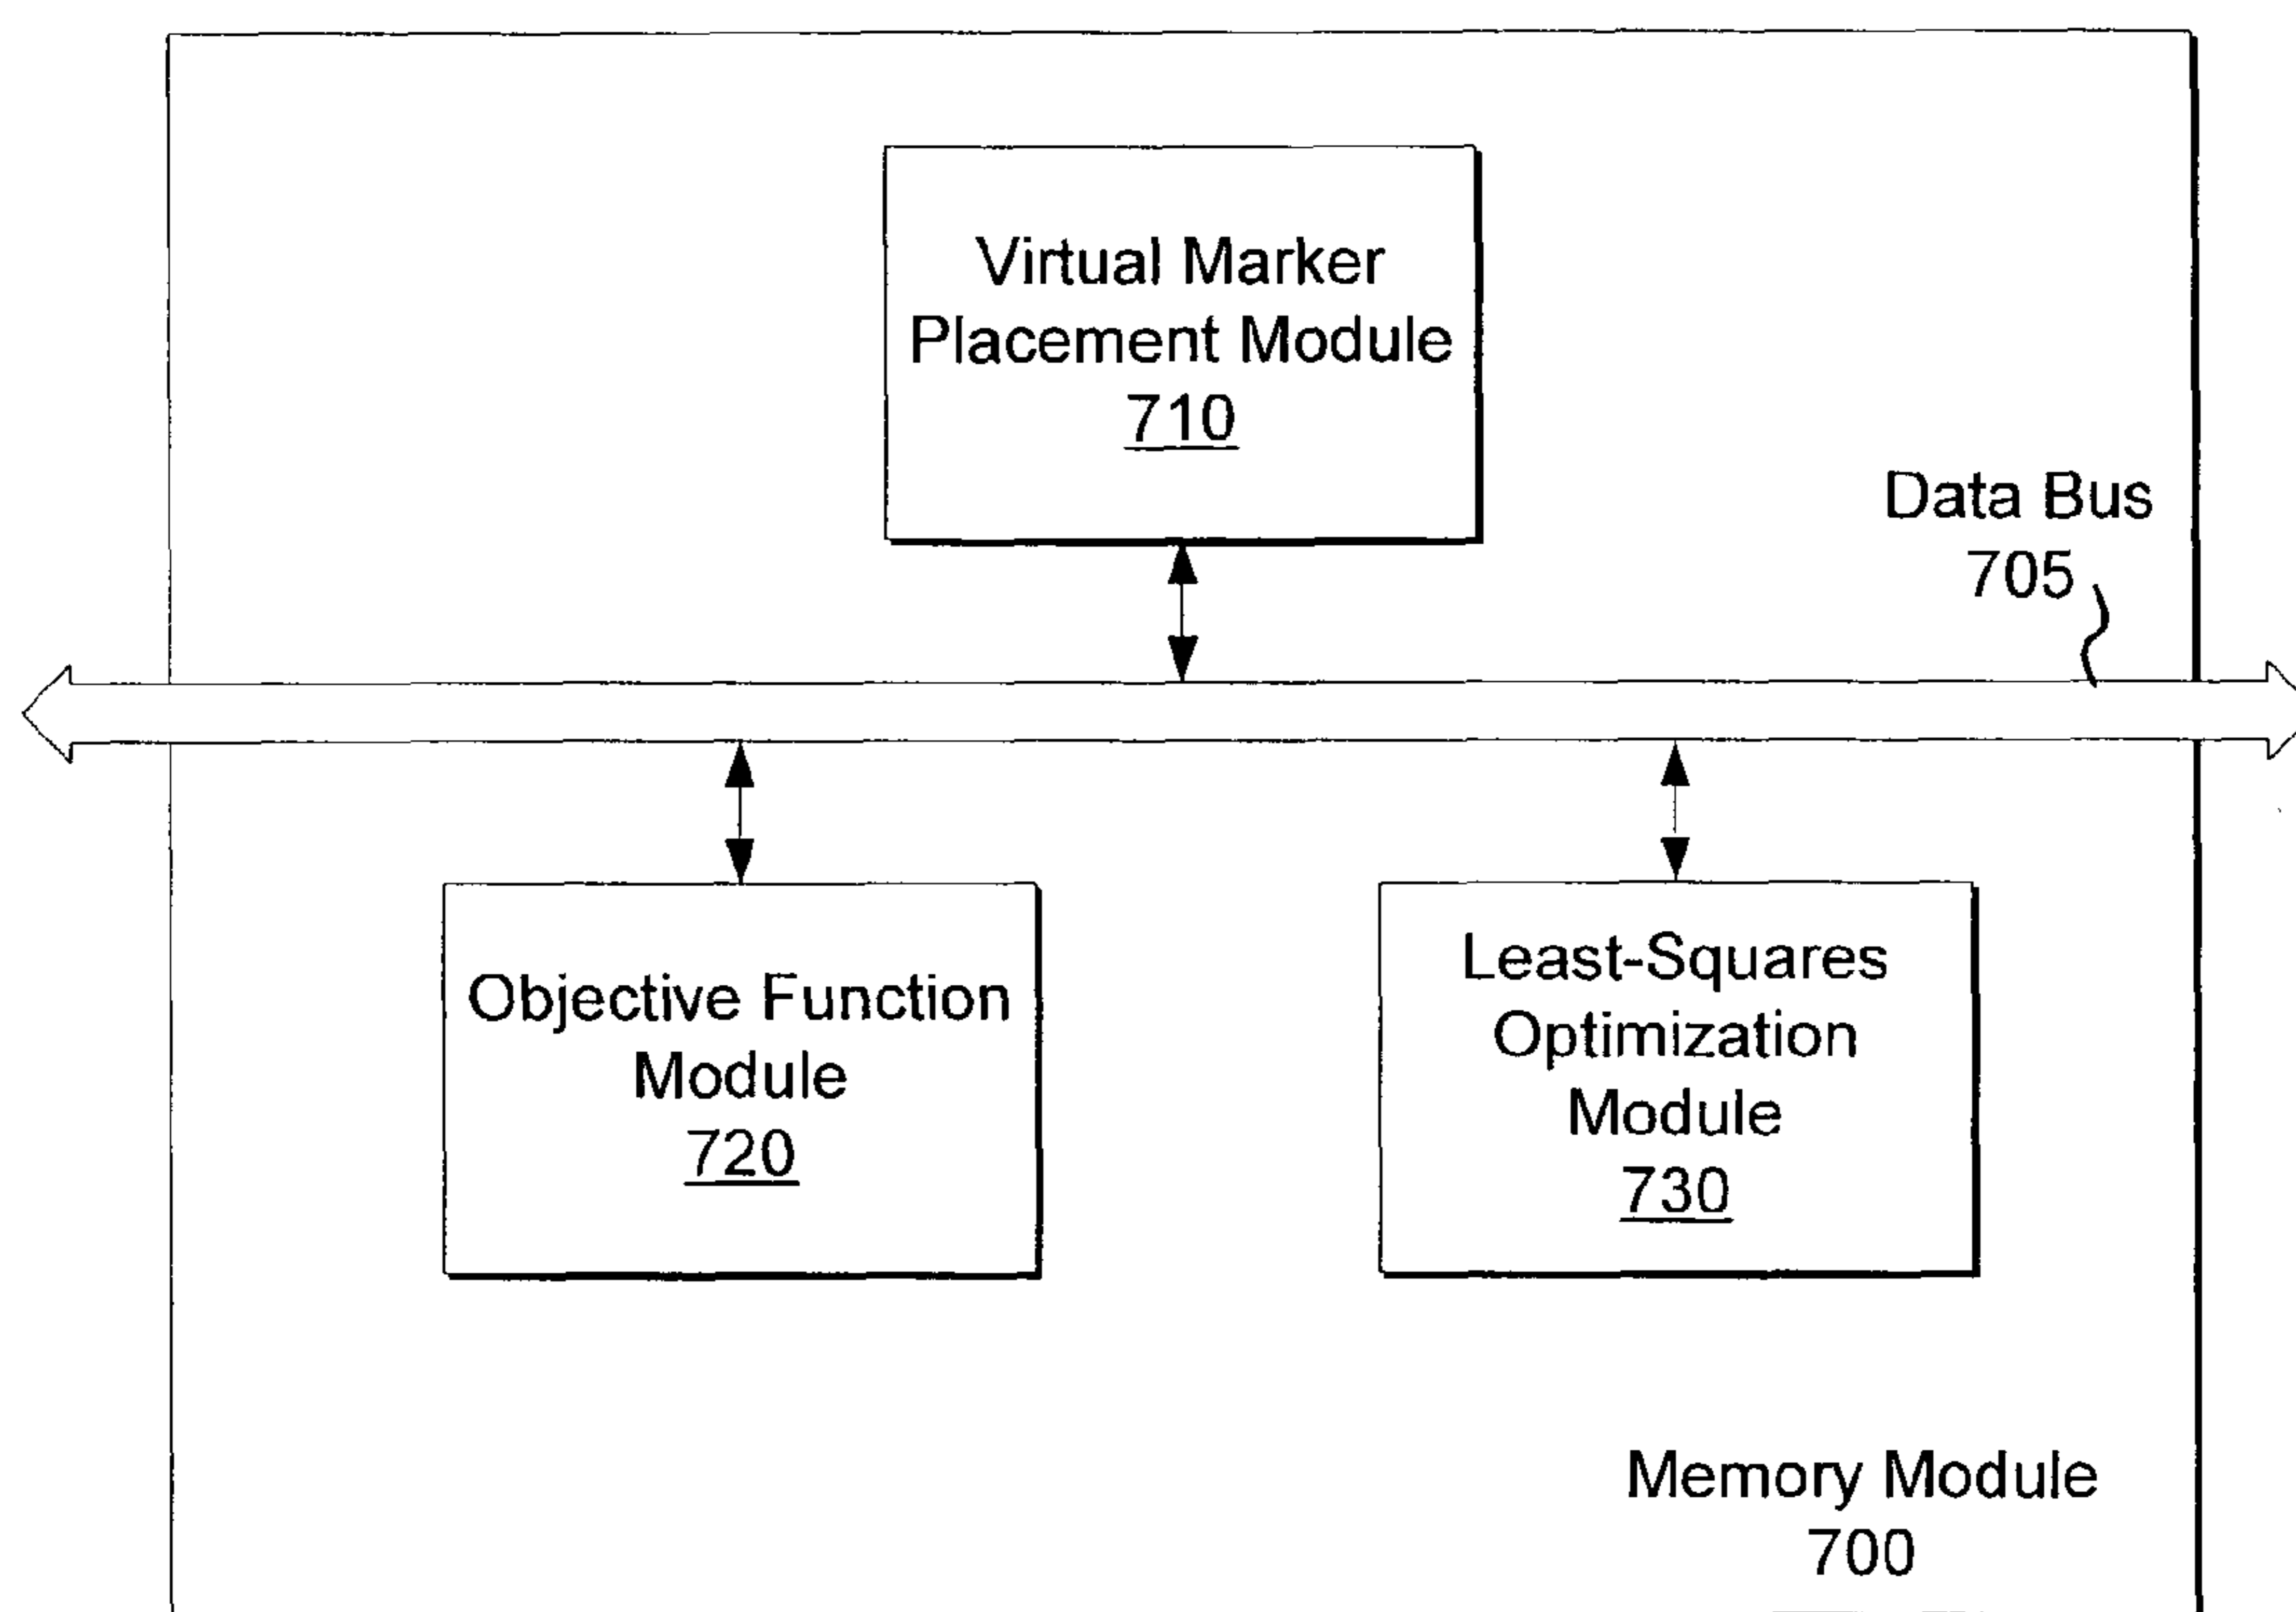 Virtual Marker
Placement Module
710
Data Bus
705
Objective Function
Module
720
Least-Squares
Optimization
Module
730
Memory Module
700